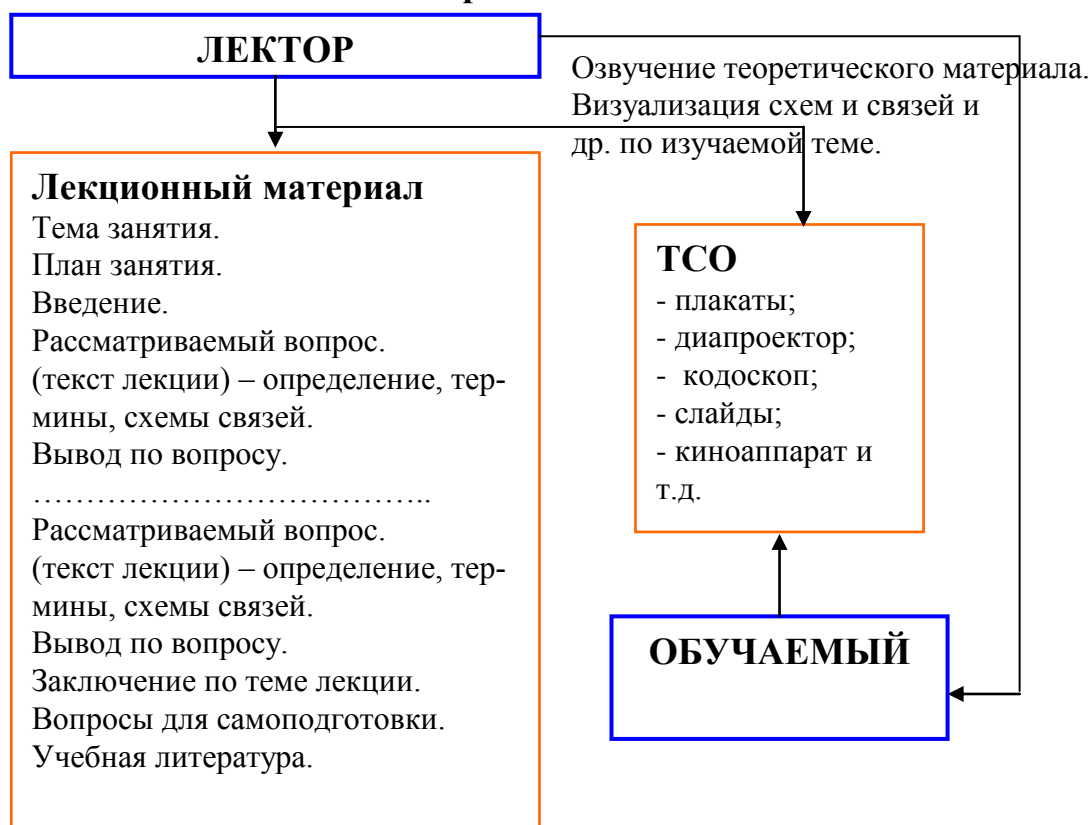 ЛЕКТОР
Озвучение теоретического материала.
Визуализация схем и связей и
др. по изучаемой теме.
Лекционный материал
Тема занятия.
План занятия.
Введение.
Рассматриваемый вопрос.
(текст лекции) – определение, тер-
мины, схемы связей.
Вывод по вопросу.
………………………………..
Рассматриваемый вопрос.
(текст лекции) – определение, тер-
мины, схемы связей.
Вывод по вопросу.
Заключение по теме лекции.
Вопросы для самоподготовки.
Учебная литература.
ТСО
- плакаты;
- диапроектор;
- кодоскоп;
- слайды;
- киноаппарат и
т.д.
ОБУЧАЕМЫЙ